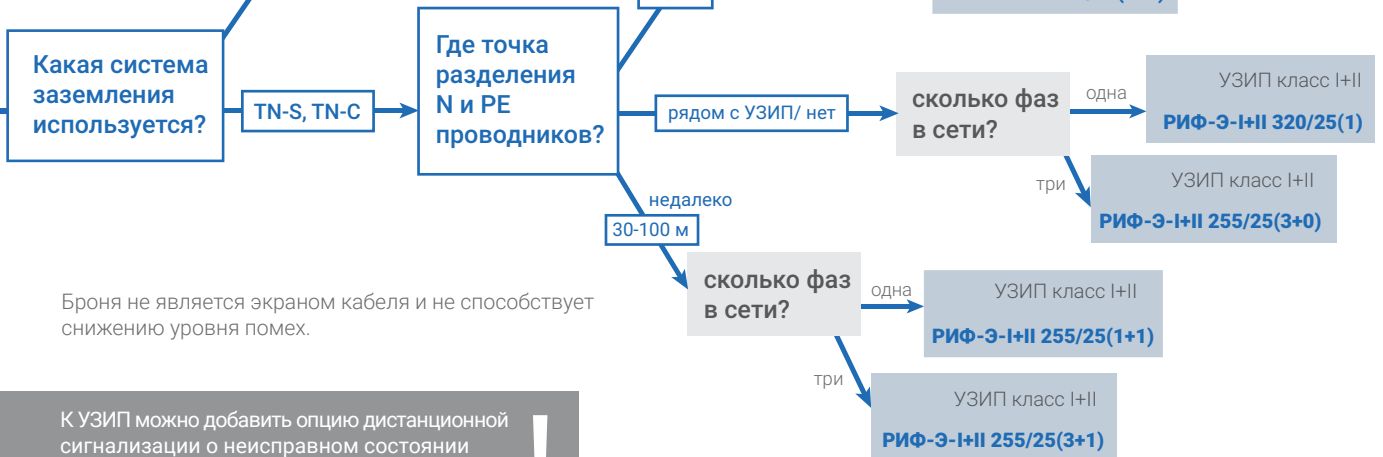 Какая система
заземления
используется?
TN-S, TN-C
Где точка
разделения
N и PE
проводников?
рядом с УЗИП/ нет
сколько фаз
в сети?
одна
УЗИП класс I+II
РИФ-Э-I+II 320/25(1)
три
УЗИП класс I+II
РИФ-Э-I+II 255/25(3+0)
недалеко
30-100 м
сколько фаз
в сети?
одна
УЗИП класс I+II
РИФ-Э-I+II 255/25(1+1)
три
УЗИП класс I+II
РИФ-Э-I+II 255/25(3+1)
Броня не является экраном кабеля и не способствует
снижению уровня помех.
К УЗИП можно добавить опцию дистанционной
сигнализации о неисправном состоянии
!